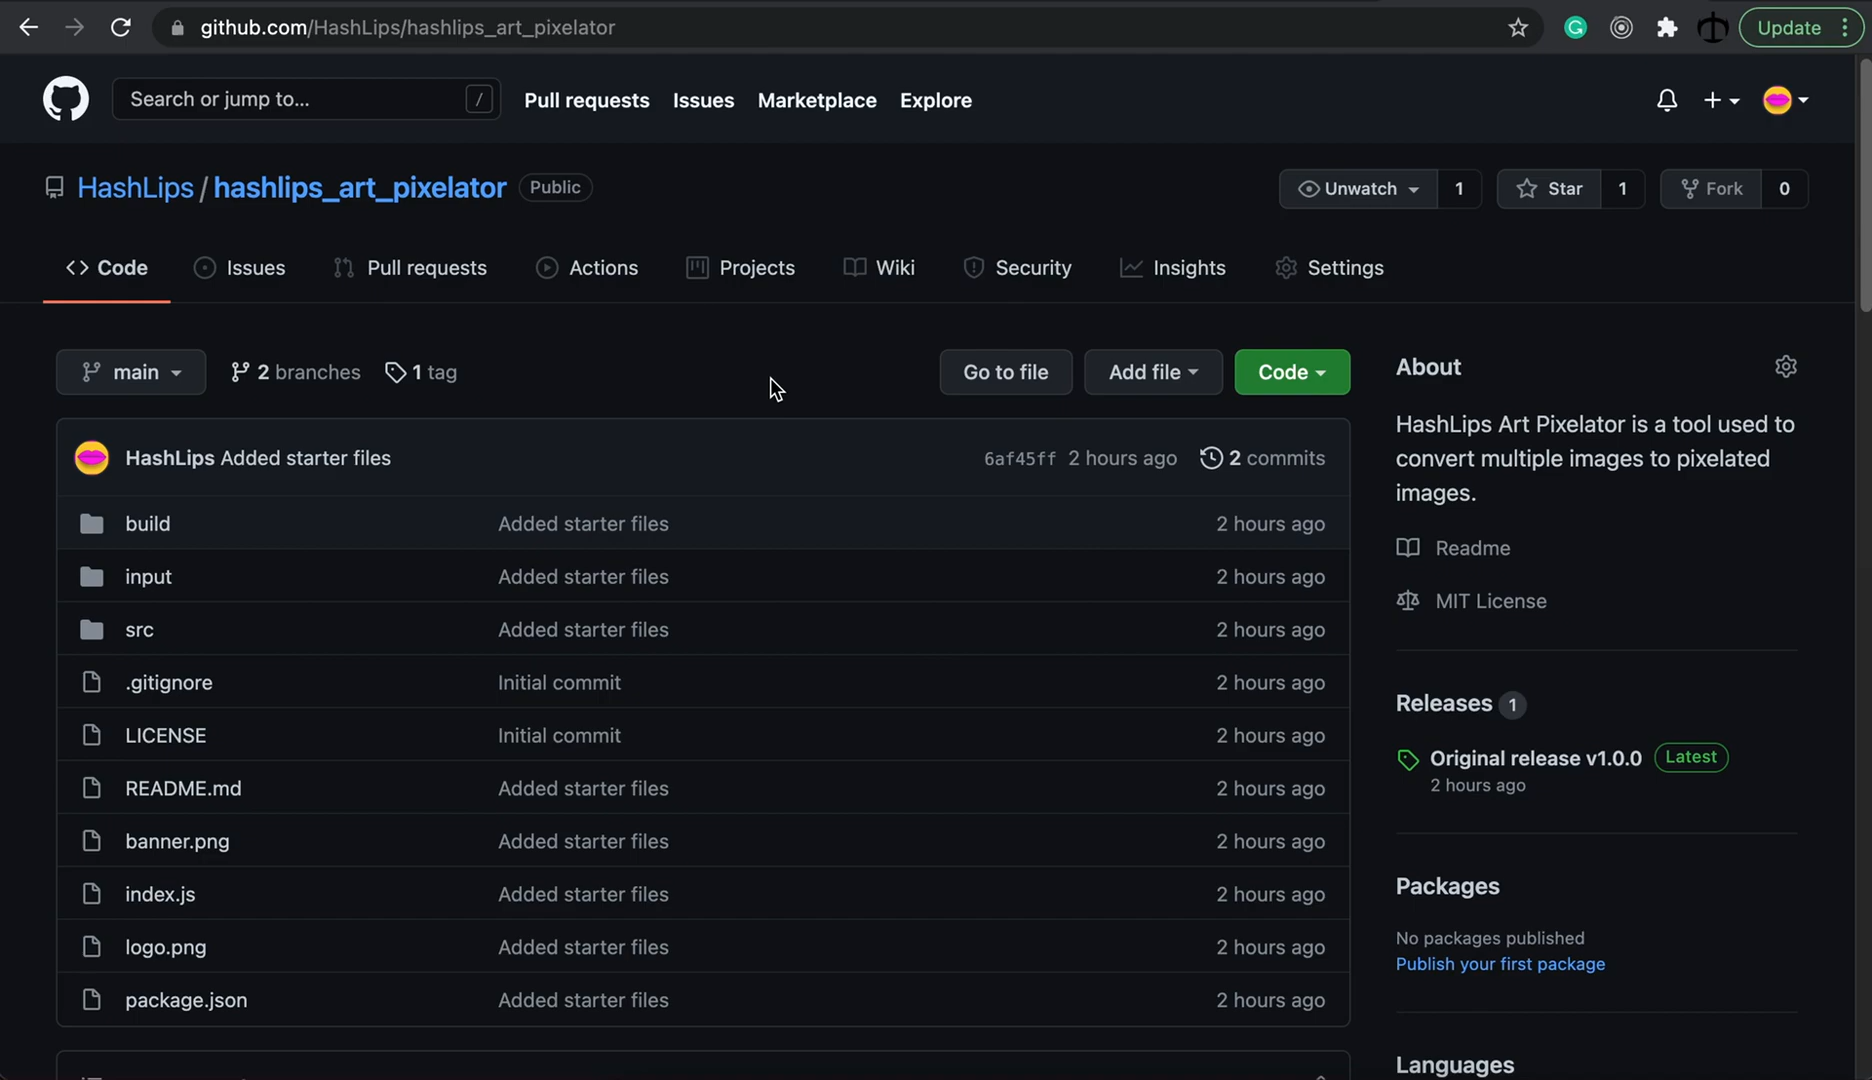 github.com/HashLips/hashlips_art_pixelator
Update
Search or jump to...
/
Pull requests
Issues
Marketplace
Explore
HashLips / hashlips_art_pixelator
Public
Unwatch
1
Star
1
Fork
0
Code
Issues
Pull requests
Actions
Projects
Wiki
Security
Insights
Settings
main
2 branches
1 tag
Go to file
Add file
Code
HashLips Added starter files
6af45ff 2 hours ago
2 commits
build Added starter files 2 hours ago
input Added starter files 2 hours ago
src Added starter files 2 hours ago
.gitignore Initial commit 2 hours ago
LICENSE Initial commit 2 hours ago
README.md Added starter files 2 hours ago
banner.png Added starter files 2 hours ago
index.js Added starter files 2 hours ago
logo.png Added starter files 2 hours ago
package.json Added starter files 2 hours ago
About
HashLips Art Pixelator is a tool used to
convert multiple images to pixelated
images.
Readme
MIT License
Releases 1
Original release v1.0.0 Latest
2 hours ago
Packages
No packages published
Publish your first package
Languages